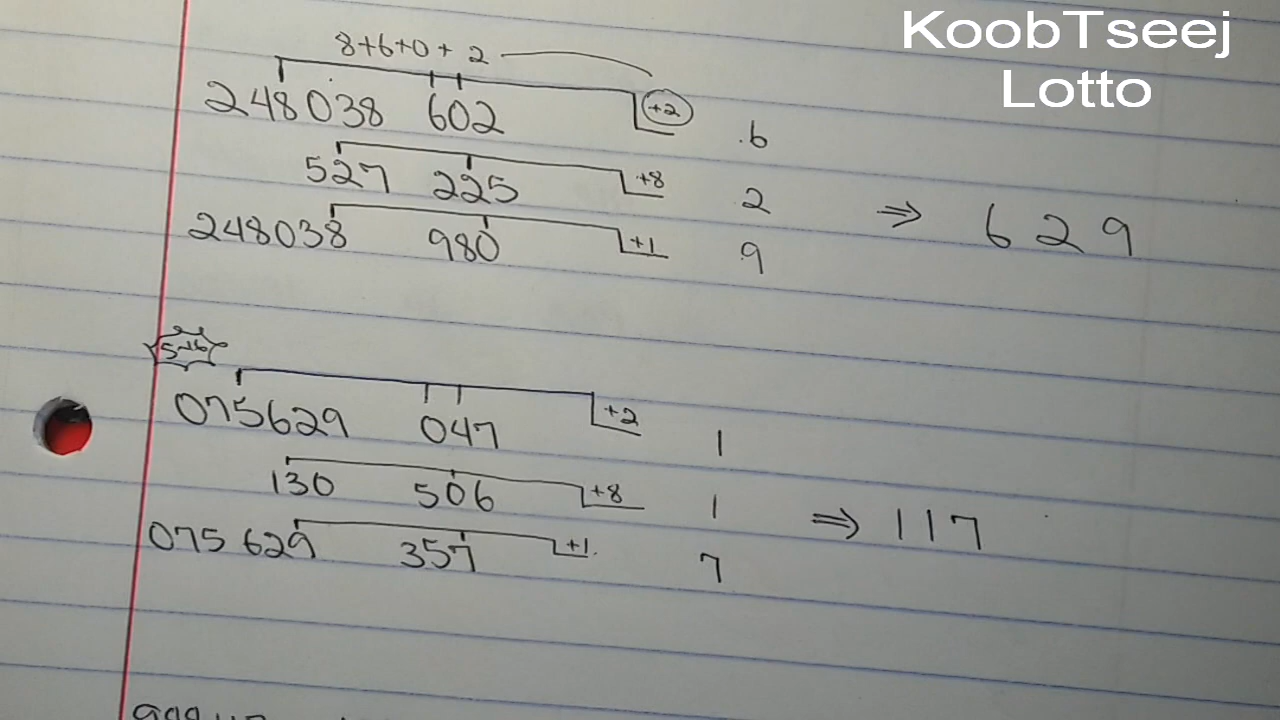 KoobTseej
Lotto
8+6+0+2
248038 602 +2 6
527 225 +8 2 ⇒ 629
248038 980 +1 9
5-16
075629 047 +2 1
130 506 +8 1 ⇒ 117
075629 357 +1 7